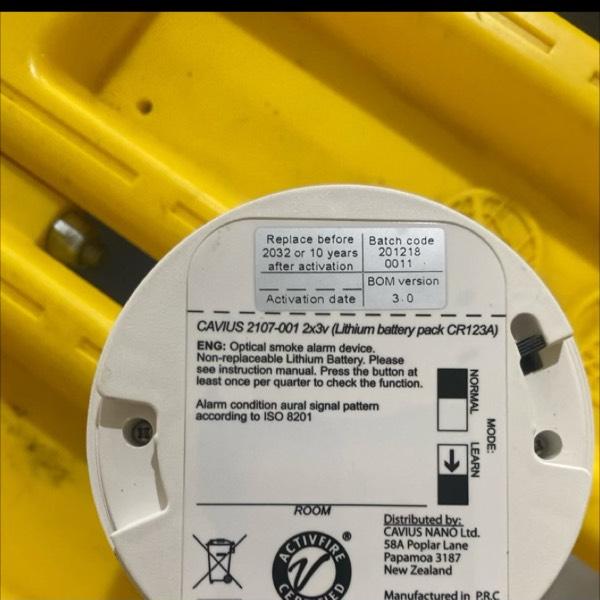 Replace before
2032 or 10 years
after activation
Activation date
Batch code
201218
0011
BOM version
3.0
CAVIUS 2107-001 2x3v (Lithium battery pack CR123A)
ENG: Optical smoke alarm device.
Non-replaceable Lithium Battery. Please
see instruction manual. Press the button at
least once per quarter to check the function.
Alarm condition aural signal pattern
according to ISO 8201
NORMAL
MODE:
LEARN
ROOM
ACTIVFIRE
CERTIFIED
®
Distributed by:
CAVIUS NANO Ltd.
58A Poplar Lane
Papamoa 3187
New Zealand
Manufactured in P.R.C